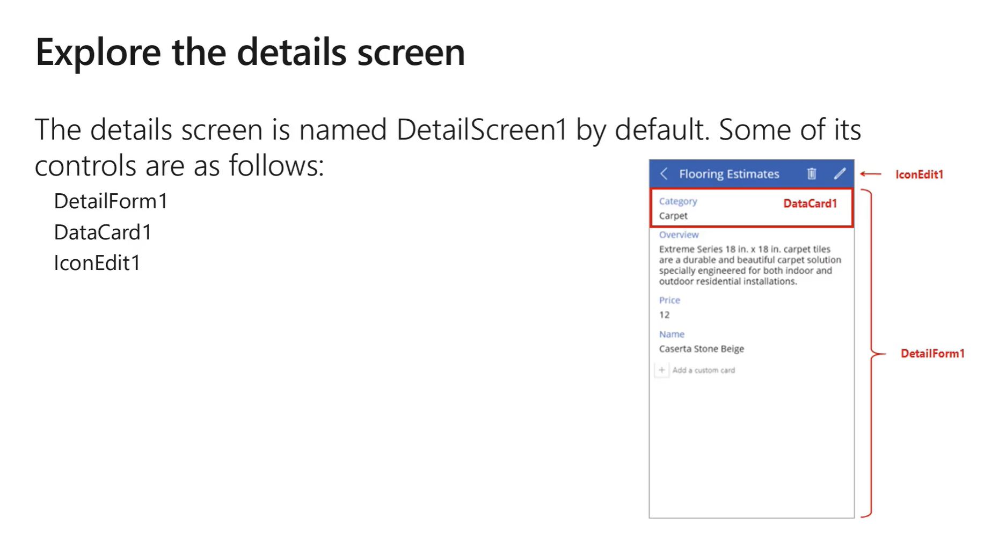 Explore the details screen
The details screen is named DetailScreen1 by default. Some of its
controls are as follows:
DetailForm1
DataCard1
IconEdit1
Flooring Estimates
IconEdit1
Category
DataCard1
Carpet
Overview
Extreme Series 18 in. x 18 in. carpet tiles
are a durable and beautiful carpet solution
specially engineered for both indoor and
outdoor residential installations.
Price
12
Name
Caserta Stone Beige
Add a custom card
DetailForm1